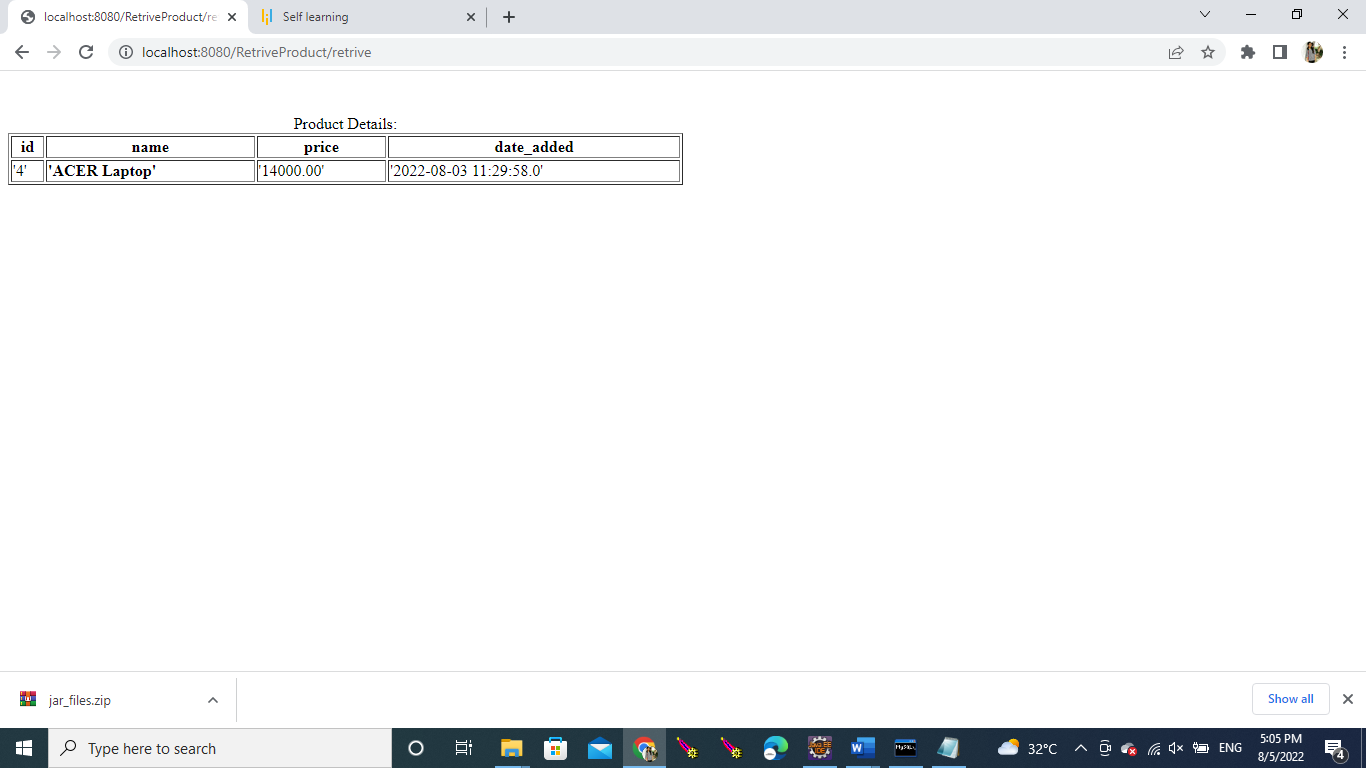 localhost:8080/RetriveProduct/re
Self learning
localhost:8080/RetriveProduct/retrive
Product Details:
id name price date_added
'4' 'ACER Laptop' '14000.00' '2022-08-03 11:29:58.0'
jar_files.zip
Show all
Type here to search
32°C
ENG
5:05 PM
8/5/2022
4